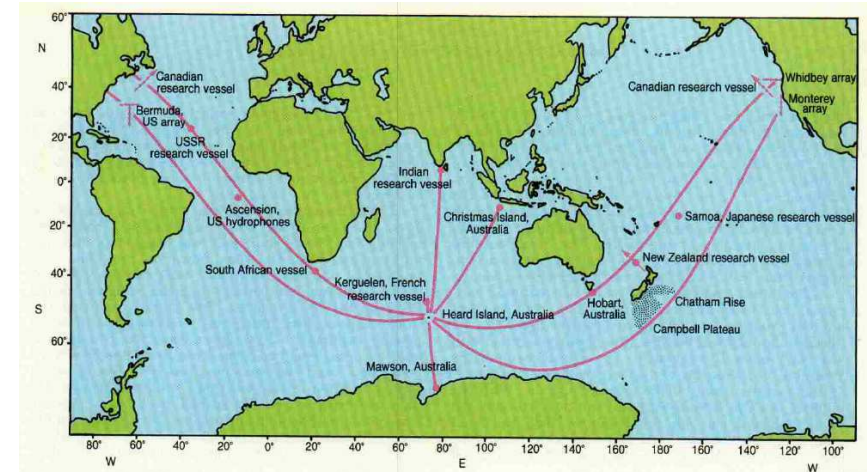 60°
N
40°
20°
0°
20°
40°
S
60°
Canadian
research vessel
Bermuda,
US array
USSR
research vessel
Ascension,
US hydrophones
South African vessel
Kerguelen, French
research vessel
Indian
research vessel
Christmas Island,
Australia
Heard Island, Australia
Mawson, Australia
Canadian research vessel
Whidbey array
Monterey
array
Samoa, Japanese research vessel
New Zealand research vessel
Hobart,
Australia
Chatham Rise
Campbell Plateau
80° 60° 40° 20° 0° 20° 40° 60° 80° 100° 120° 140° 160° 180° 160° 140° 120° 100°
W E W